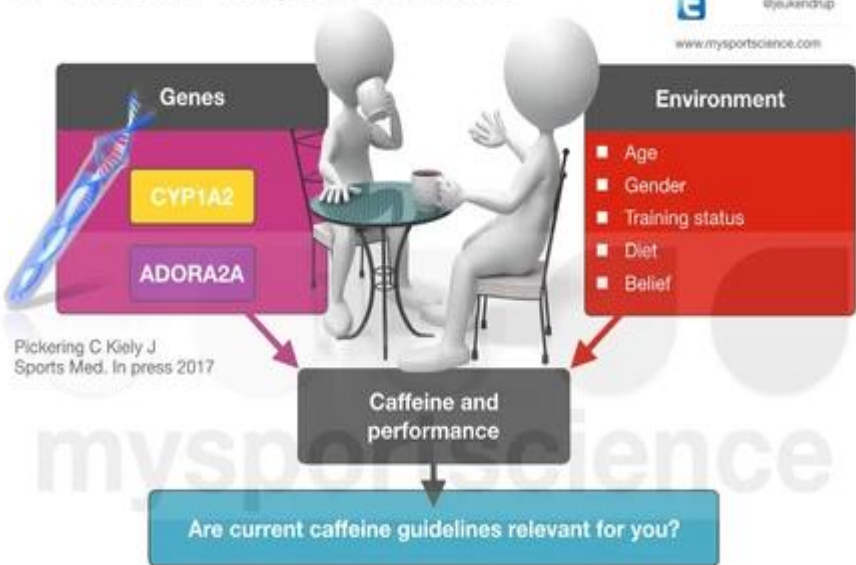 @jeukendrup
www.mysportscience.com
Genes
CYP1A2
ADORA2A
Environment
Age
Gender
Training status
Diet
Belief
Pickering C Kiely J
Sports Med. In press 2017
Caffeine and
performance
mysportscience
Are current caffeine guidelines relevant for you?